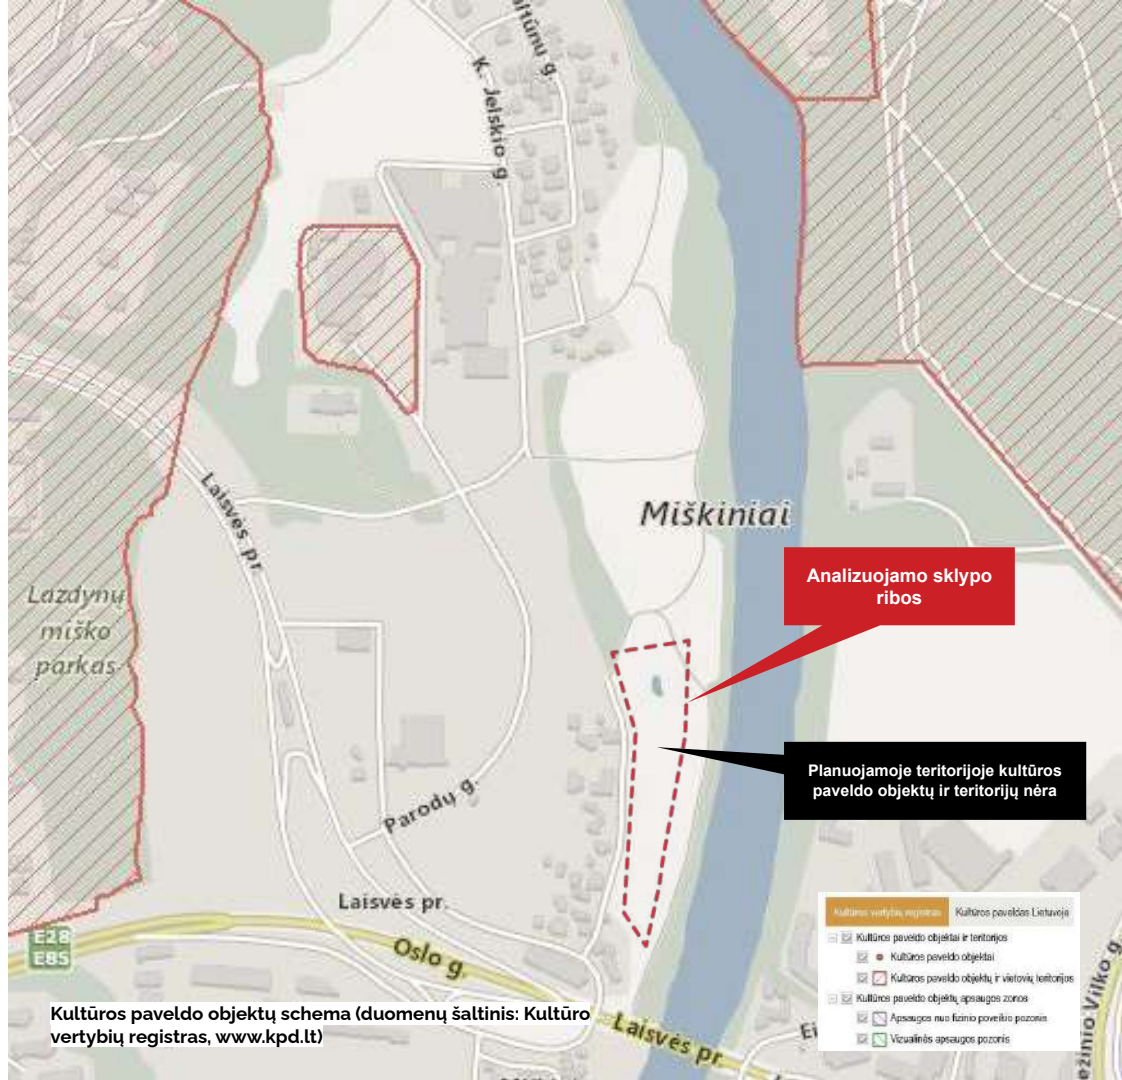 altūnų g.
K. Jelskio g.
Laisvės pr.
Miškiniai
Analizuojamo sklypo
ribos
Lazdynų
miško
parkas
Planuojamoje teritorijoje kultūros
paveldo objektų ir teritorijų nėra
Parodų g.
Laisvės pr.
Oslo g.
E28
E85
Kultūros vertybių registras
Kultūros paveldas Lietuvoje
Kultūros paveldo objektai ir teritorijos
Kultūros paveldo objektai
Kultūros paveldo objektų ir vietovių teritorijos
Kultūros paveldo objektų apsaugos zonos
Apsaugos nuo fizinio poveikio pozonis
Vizualinės apsaugos pozonis
ežinio Vilko g.
Kultūros paveldo objektų schema (duomenų šaltinis: Kultūro
vertybių registras, www.kpd.lt)
Laisvės pr.